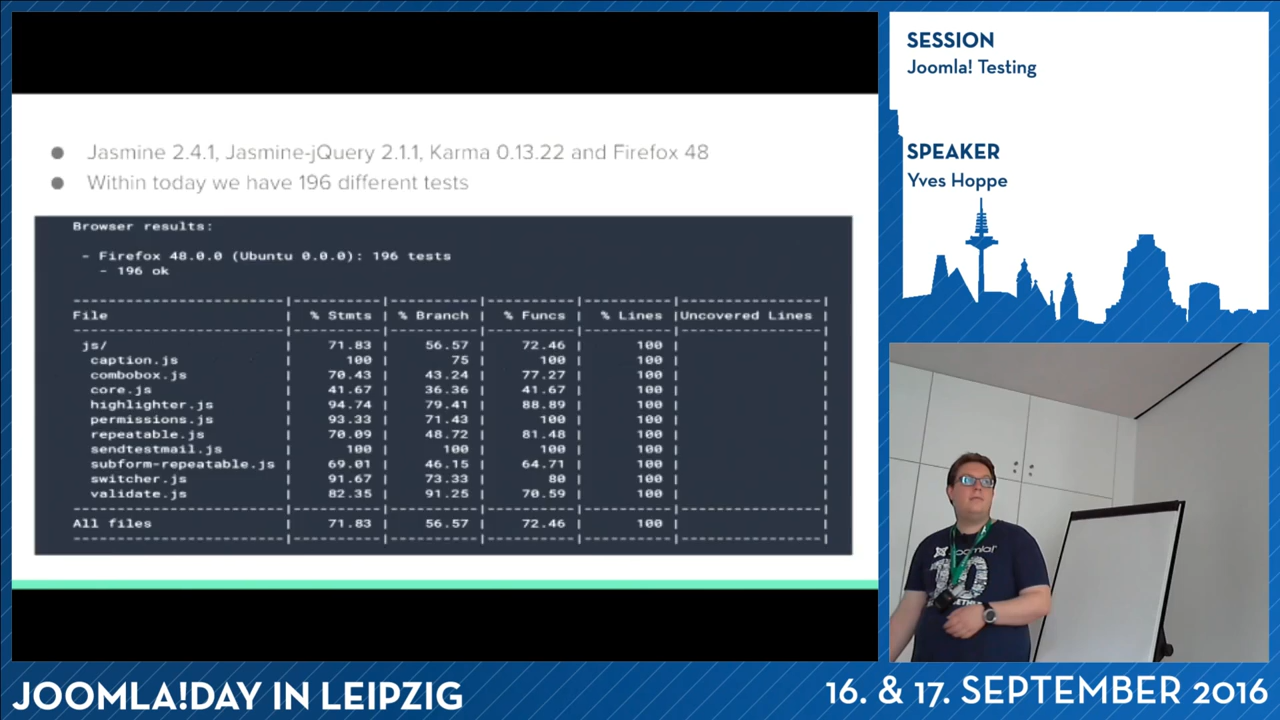 ● Jasmine 2.4.1, Jasmine-jQuery 2.1.1, Karma 0.13.22 and Firefox 48
● Within today we have 196 different tests
Browser results:
- Firefox 48.0.0 (Ubuntu 0.0.0): 196 tests
- 196 ok
File | % Stmts | % Branch | % Funcs | % Lines |Uncovered Lines |
js/ | 71.83 | 56.57 | 72.46 | 100 | |
caption.js | 100 | 75 | 100 | 100 | |
combobox.js | 70.43 | 43.24 | 77.27 | 100 | |
core.js | 41.67 | 36.36 | 41.67 | 100 | |
highlighter.js | 94.74 | 79.41 | 88.89 | 100 | |
permissions.js | 93.33 | 71.43 | 100 | 100 | |
repeatable.js | 70.09 | 48.72 | 81.48 | 100 | |
sendtestmail.js | 100 | 100 | 100 | 100 | |
subform-repeatable.js | 69.01 | 46.15 | 64.71 | 100 | |
switcher.js | 91.67 | 73.33 | 80 | 100 | |
validate.js | 82.35 | 91.25 | 70.59 | 100 | |
All files | 71.83 | 56.57 | 72.46 | 100 | |
SESSION
Joomla! Testing
SPEAKER
Yves Hoppe
Joomla!
10
JOOMLA!DAY IN LEIPZIG
16. & 17. SEPTEMBER 2016